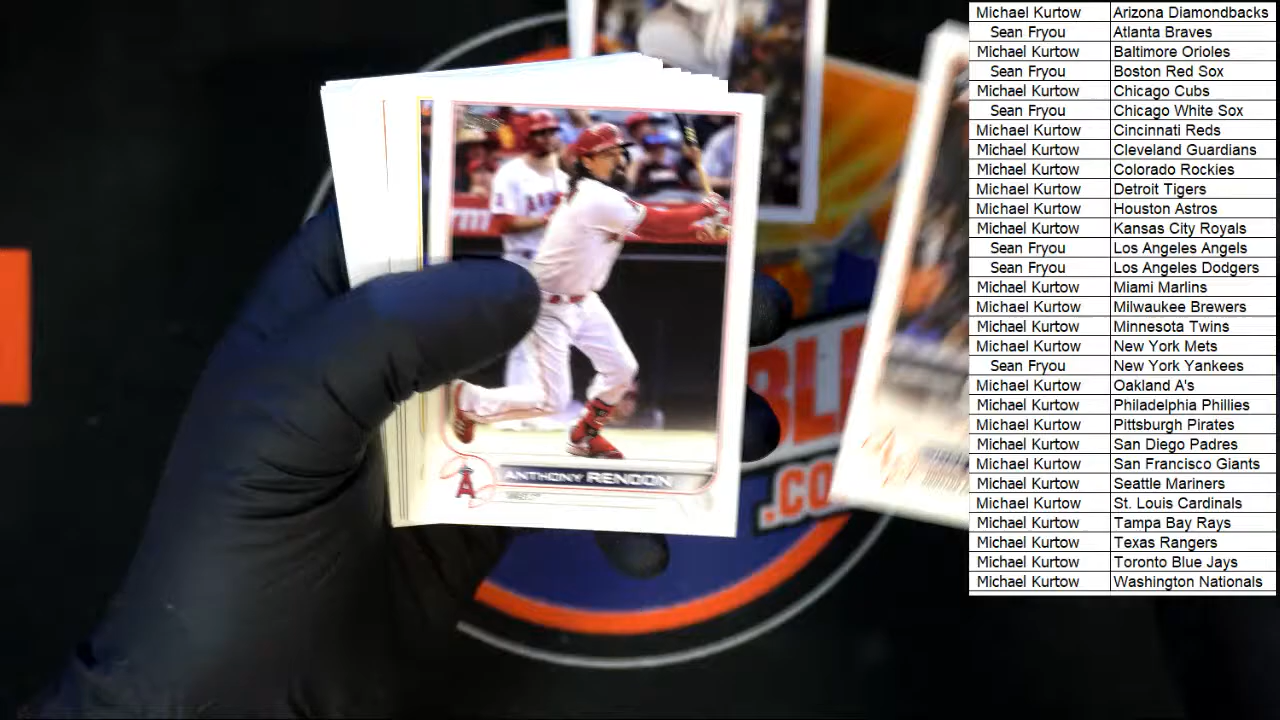 ANTHONY RENDON
A
BL
.CO
rm
Michael Kurtow Arizona Diamondbacks
Sean Fryou Atlanta Braves
Michael Kurtow Baltimore Orioles
Sean Fryou Boston Red Sox
Michael Kurtow Chicago Cubs
Sean Fryou Chicago White Sox
Michael Kurtow Cincinnati Reds
Michael Kurtow Cleveland Guardians
Michael Kurtow Colorado Rockies
Michael Kurtow Detroit Tigers
Michael Kurtow Houston Astros
Michael Kurtow Kansas City Royals
Sean Fryou Los Angeles Angels
Sean Fryou Los Angeles Dodgers
Michael Kurtow Miami Marlins
Michael Kurtow Milwaukee Brewers
Michael Kurtow Minnesota Twins
Michael Kurtow New York Mets
Sean Fryou New York Yankees
Michael Kurtow Oakland A's
Michael Kurtow Philadelphia Phillies
Michael Kurtow Pittsburgh Pirates
Michael Kurtow San Diego Padres
Michael Kurtow San Francisco Giants
Michael Kurtow Seattle Mariners
Michael Kurtow St. Louis Cardinals
Michael Kurtow Tampa Bay Rays
Michael Kurtow Texas Rangers
Michael Kurtow Toronto Blue Jays
Michael Kurtow Washington Nationals